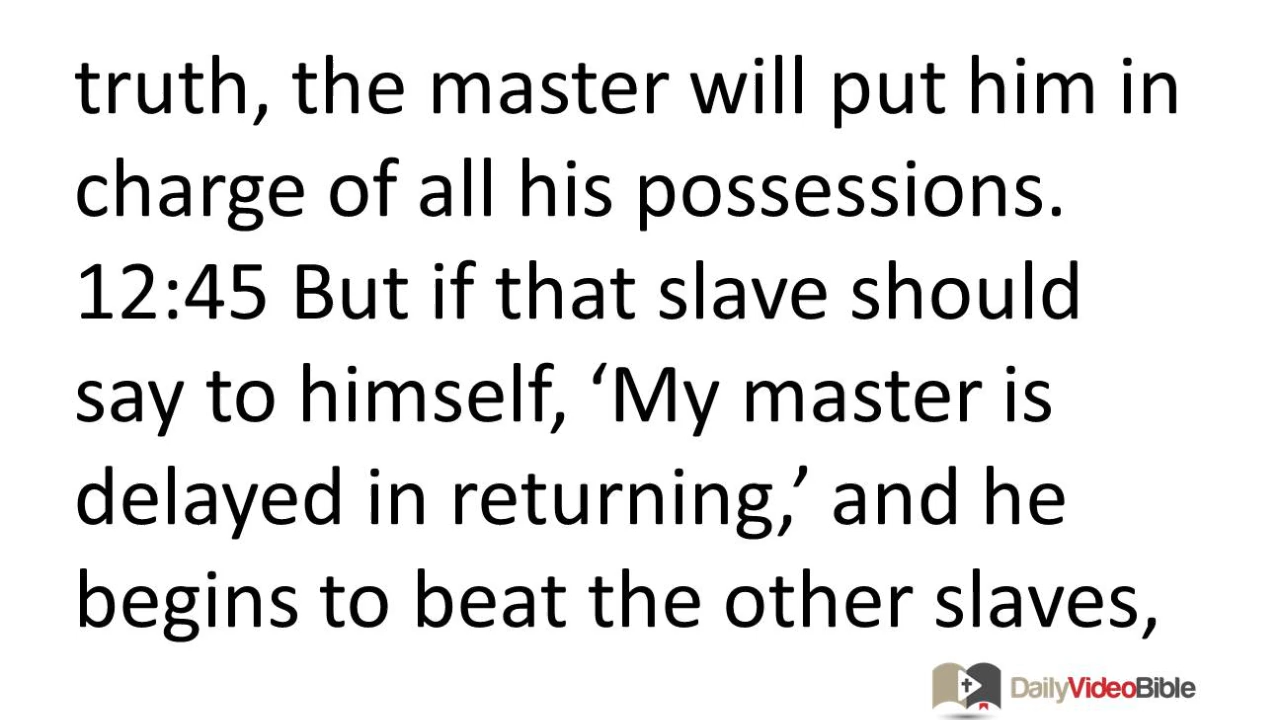 truth, the master will put him in
charge of all his possessions.
12:45 But if that slave should
say to himself, ‘My master is
delayed in returning,’ and he
begins to beat the other slaves,
DailyVideoBible